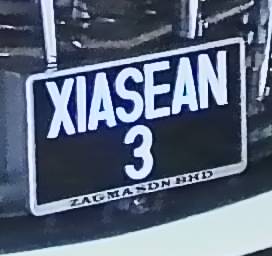 XIASEAN
3
ZAGMA SDN BHD